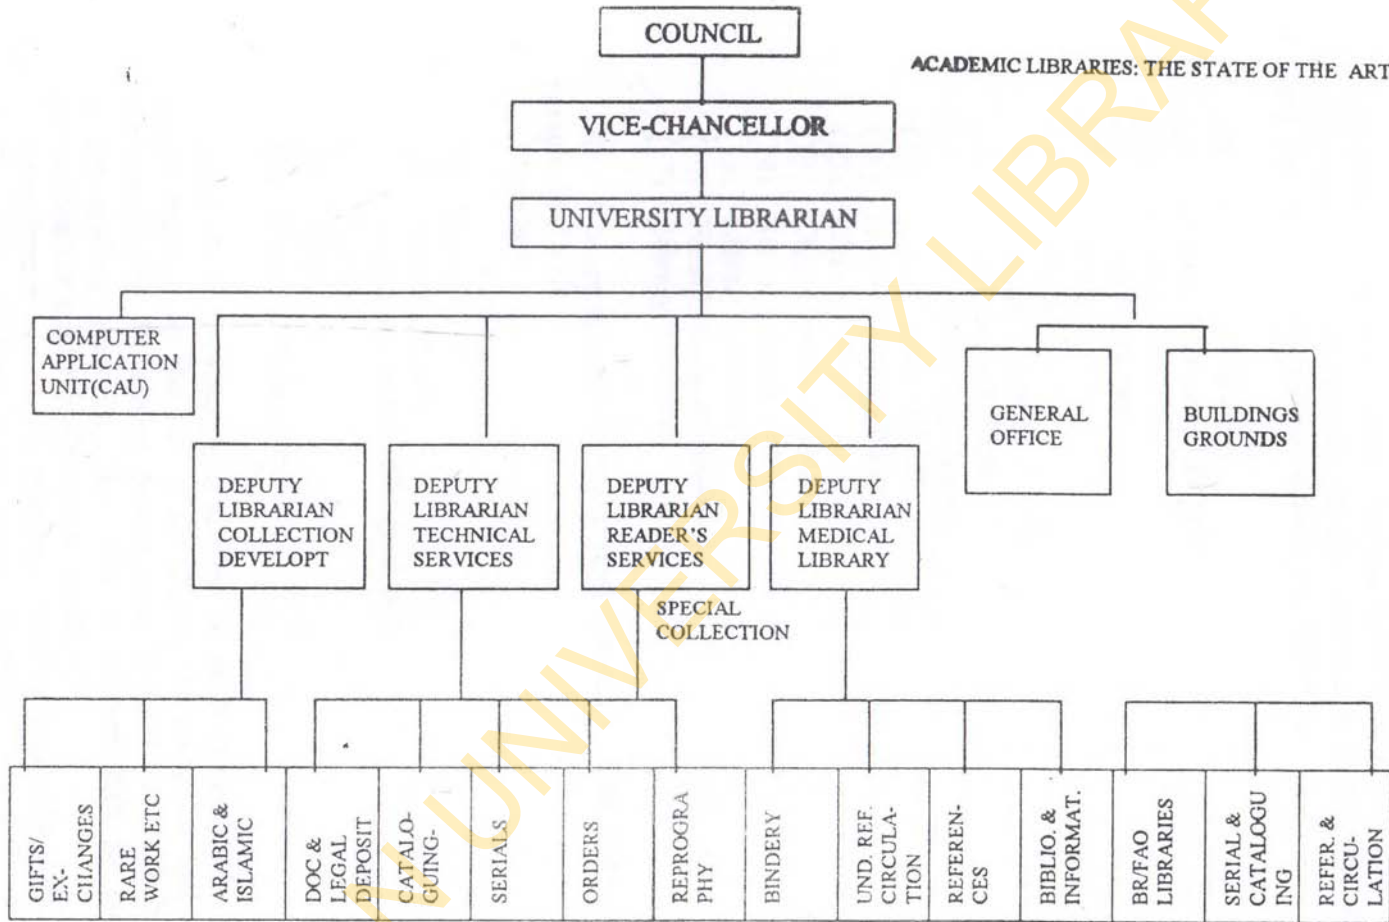 COUNCIL
ACADEMIC LIBRARIES: THE STATE OF THE ART
VICE-CHANCELLOR
UNIVERSITY LIBRARIAN
COMPUTER
APPLICATION
UNIT(CAU)
GENERAL
OFFICE
BUILDINGS
GROUNDS
DEPUTY
LIBRARIAN
COLLECTION
DEVELOPT
DEPUTY
LIBRARIAN
TECHNICAL
SERVICES
DEPUTY
LIBRARIAN
READER'S
SERVICES
DEPUTY
LIBRARIAN
MEDICAL
LIBRARY
SPECIAL
COLLECTION
GIFTS/
EX-
CHANGES
RARE
WORK ETC
ARABIC &
ISLAMIC
DOC &
LEGAL
DEPOSIT
CATALO-
GUING-
SERIALS
ORDERS
REPROGRA
PHY
BINDERY
UND. REF.
CIRCULA-
TION
REFEREN-
CES
BIBLIO. &
INFORMAT.
BR/FAO
LIBRARIES
SERIAL &
CATALOGU
ING
REFER. &
CIRCU-
LATION
N UNIVERSITY LIBRAR